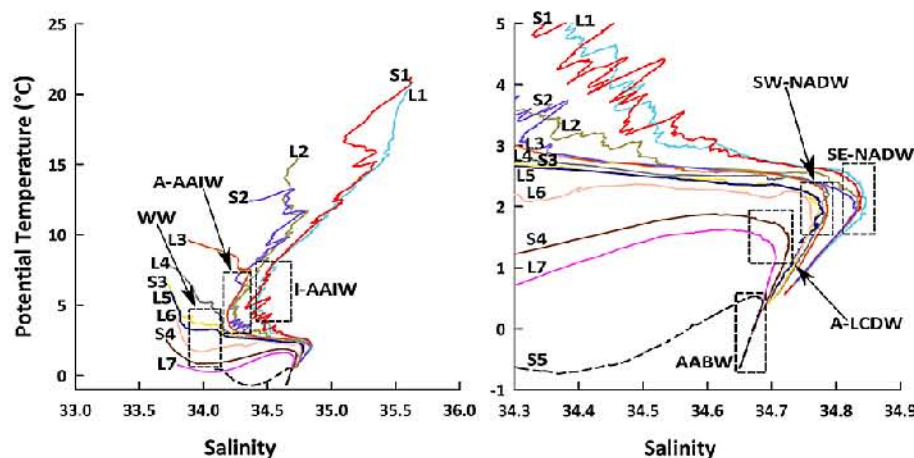 25
20
15
10
5
0
33.0
33.5
34.0
34.5
35.0
35.5
36.0
Potential Temperature (°C)
Salinity
S1
L1
L2
S2
A-AAIW
WW
L3
L4
S3
L5
L6
S4
L7
I-AAIW
5
4
3
2
1
0
-1
34.3
34.4
34.5
34.6
34.7
34.8
34.9
Salinity
S1
L1
SW-NADW
S2
L2
SE-NADW
L3
L4
S3
L5
L6
S4
L7
A-LCDW
AABW
S5